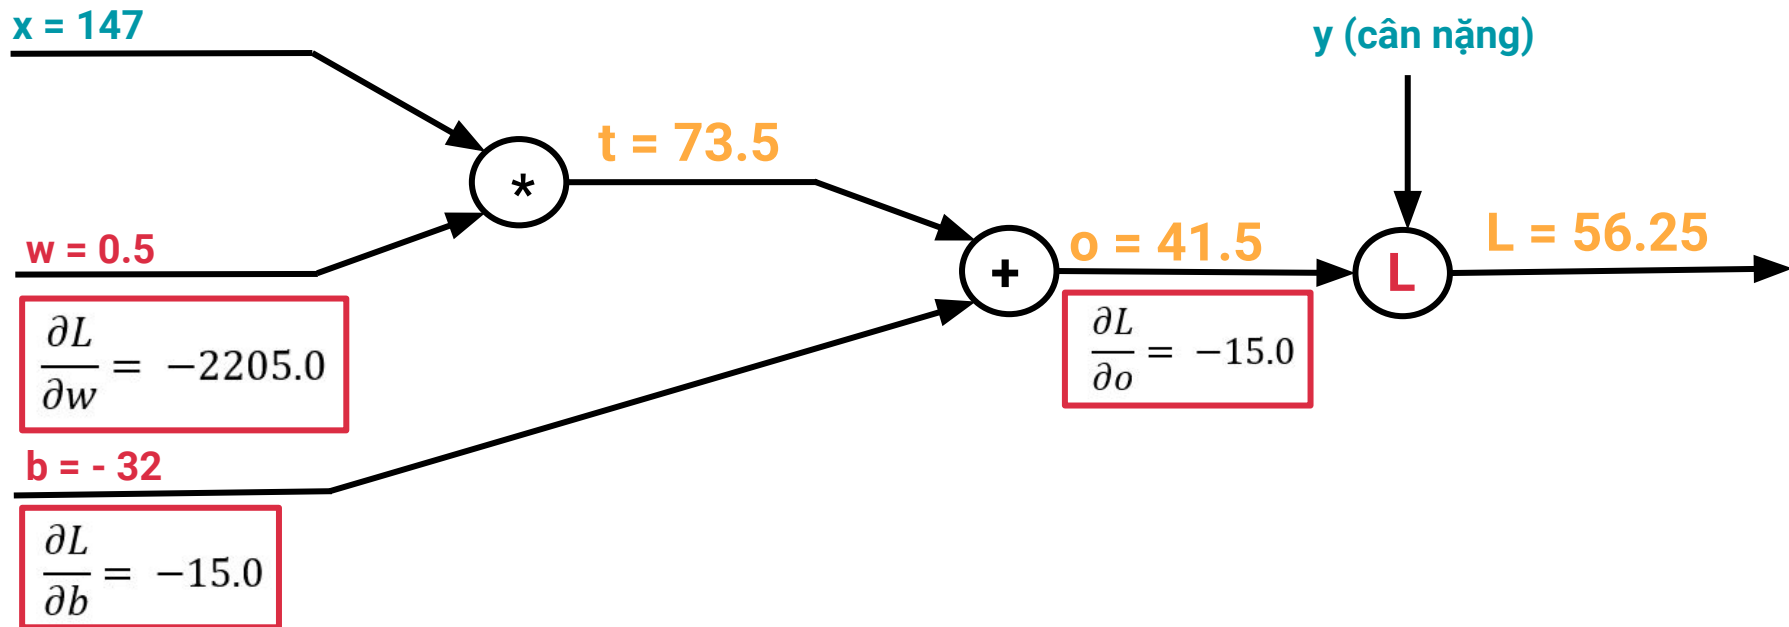 x = 147
y (cân nặng)
t = 73.5
*
w = 0.5
o = 41.5
L = 56.25
+
L
∂L/∂w = −2205.0
∂L/∂o = −15.0
b = - 32
∂L/∂b = −15.0